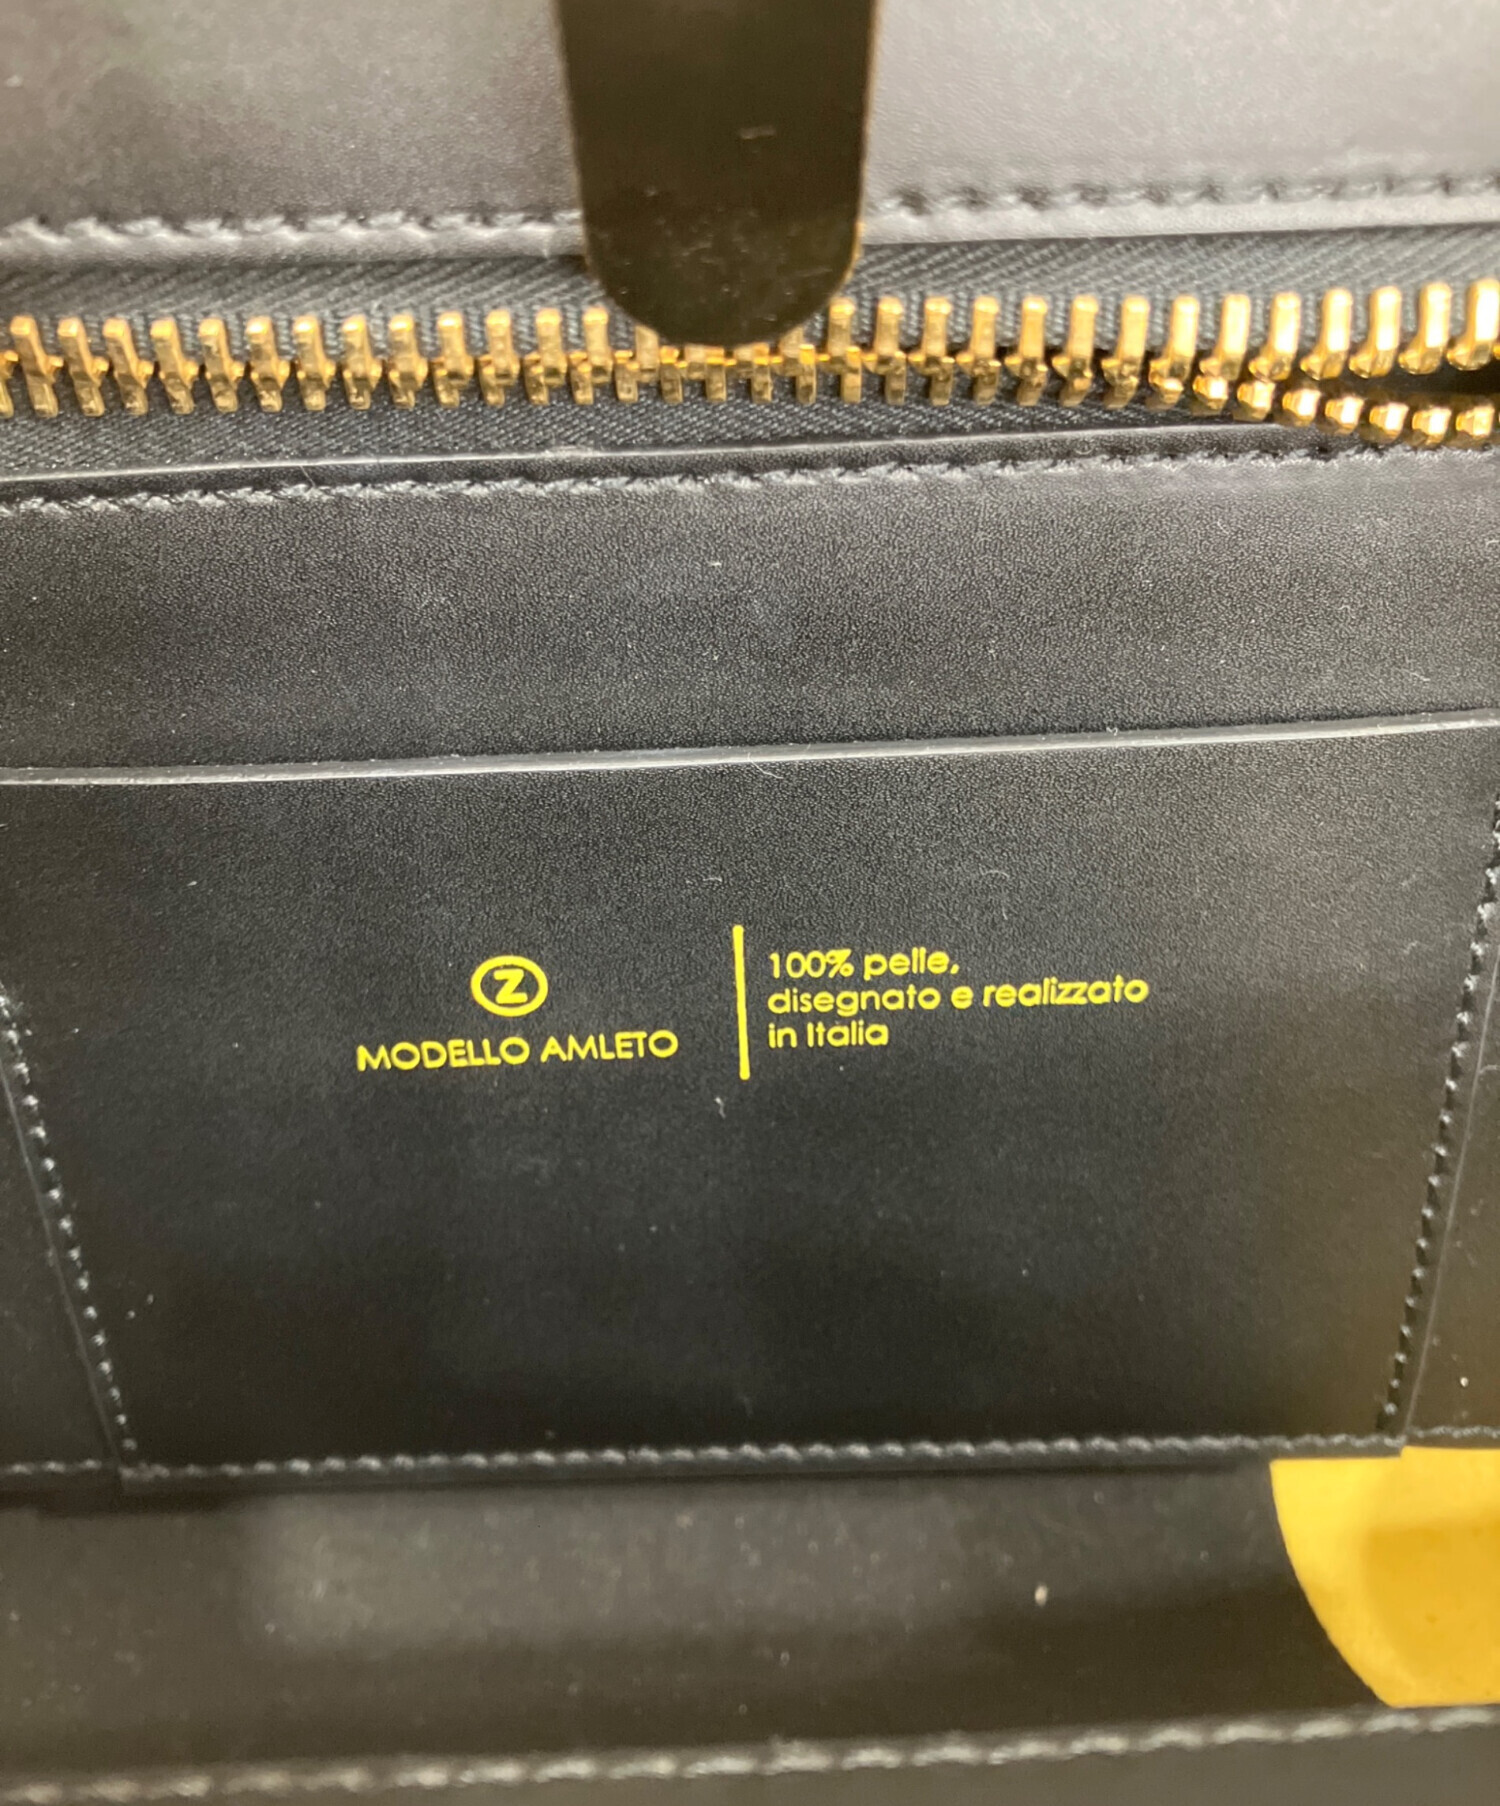 Z
MODELLO AMLETO
100% pelle,
disegnato e realizzato
in Italia